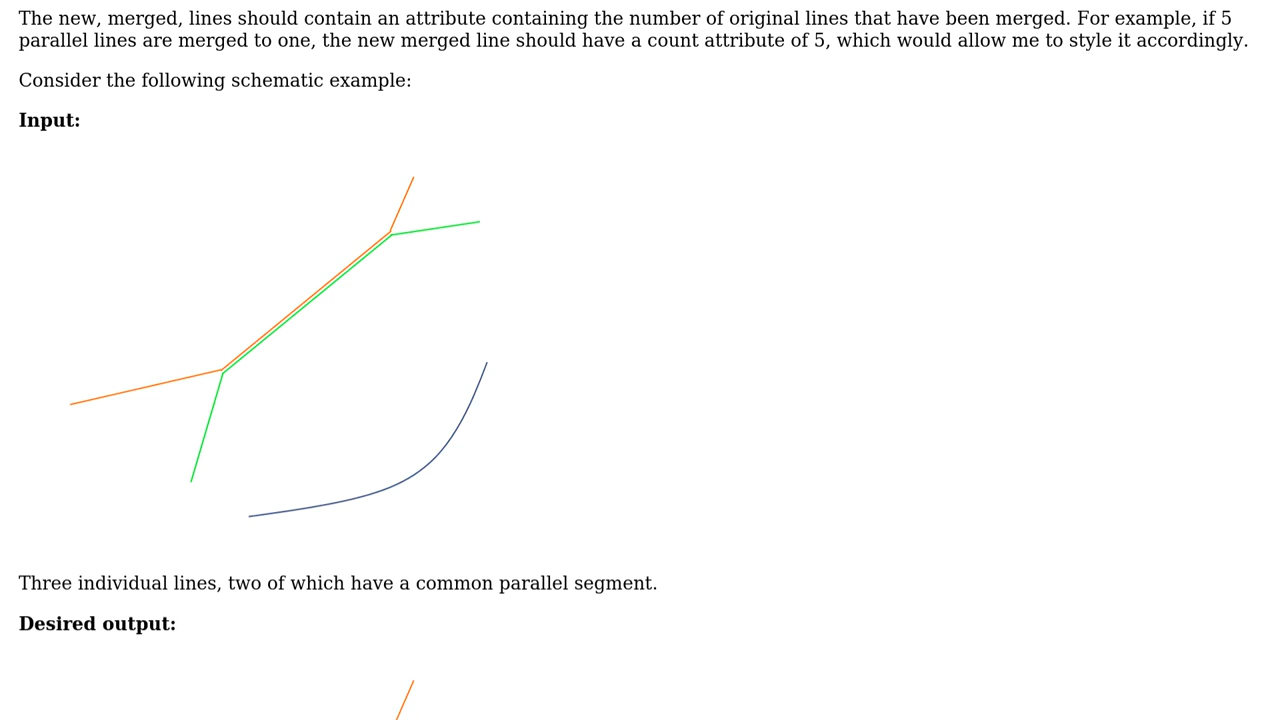 The new, merged, lines should contain an attribute containing the number of original lines that have been merged. For example, if 5
parallel lines are merged to one, the new merged line should have a count attribute of 5, which would allow me to style it accordingly.
Consider the following schematic example:
Input:
Three individual lines, two of which have a common parallel segment.
Desired output: